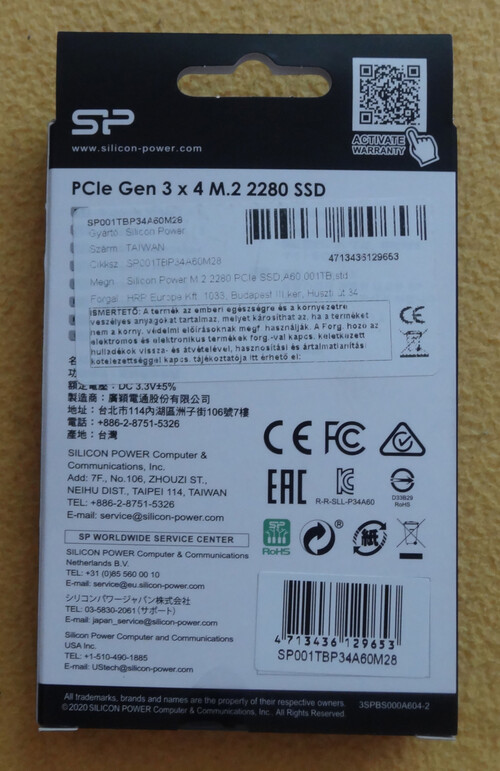 SP
www.silicon-power.com
ACTIVATE
WARRANTY
PCIe Gen 3 x 4 M.2 2280 SSD
SP001TBP34A60M28
Gyártó: Silicon Power
Szárm: TAIWAN
Cikksz.: SP001TBP34A60M28
4713436129653
Megn.: Silicon Power M.2 2280 PCIe SSD,A60,001TB,std
Forgal.: HRF Europe Kft. 1033, Budapest III.ker, Huszti út 34
ISMERTETŐ: A termék az emberi egészségre és a környezetre
veszélyes anyagokat tartalmaz, melyet károsíthat az, ha a terméket
nem a körny. védelmi előírásoknak megf. használják. A Forg. hozo az
elektromos és elektronikus termékek forg.-val kapcs. keletkezett
hulladékok vissza- és átvételével, hasznosítási és ártalmatlanítási
kötelezettséggel kapcs. tájékoztatója itt érhető el:
CE
額定電壓：DC 3.3V±5%
製造商：廣穎電通股份有限公司
地址：台北市114內湖區洲子街106號7樓
電話：+886-2-8751-5326
產地：台灣
SILICON POWER Computer &
Communications, Inc.
Add: 7F., No.106, ZHOUZI ST.,
NEIHU DIST., TAIPEI 114, TAIWAN
TEL: +886-2-8751-5326
E-mail: service@silicon-power.com
CE FC
EAC
R-R-SLL-P34A60
D33B29
RoHS
SP
RoHS
®
紙
SP WORLDWIDE SERVICE CENTER
SILICON POWER Computer & Communications
Netherlands B.V.
TEL: +31 (0)85 560 00 10
E-mail: service@eu.silicon-power.com
シリコンパワージャパン株式会社
TEL: 03-5830-2061 (サポート)
E-mail: japan_service@silicon-power.com
Silicon Power Computer and Communications
USA Inc.
TEL: +1-510-490-1885
E-mail: UStech@silicon-power.com
4 713436 129653
SP001TBP34A60M28
All trademarks, brands and names are the property of their respective owners.
© 2020 SILICON POWER Computer & Communications, Inc., All Rights Reserved.
3SPBS000A604-2